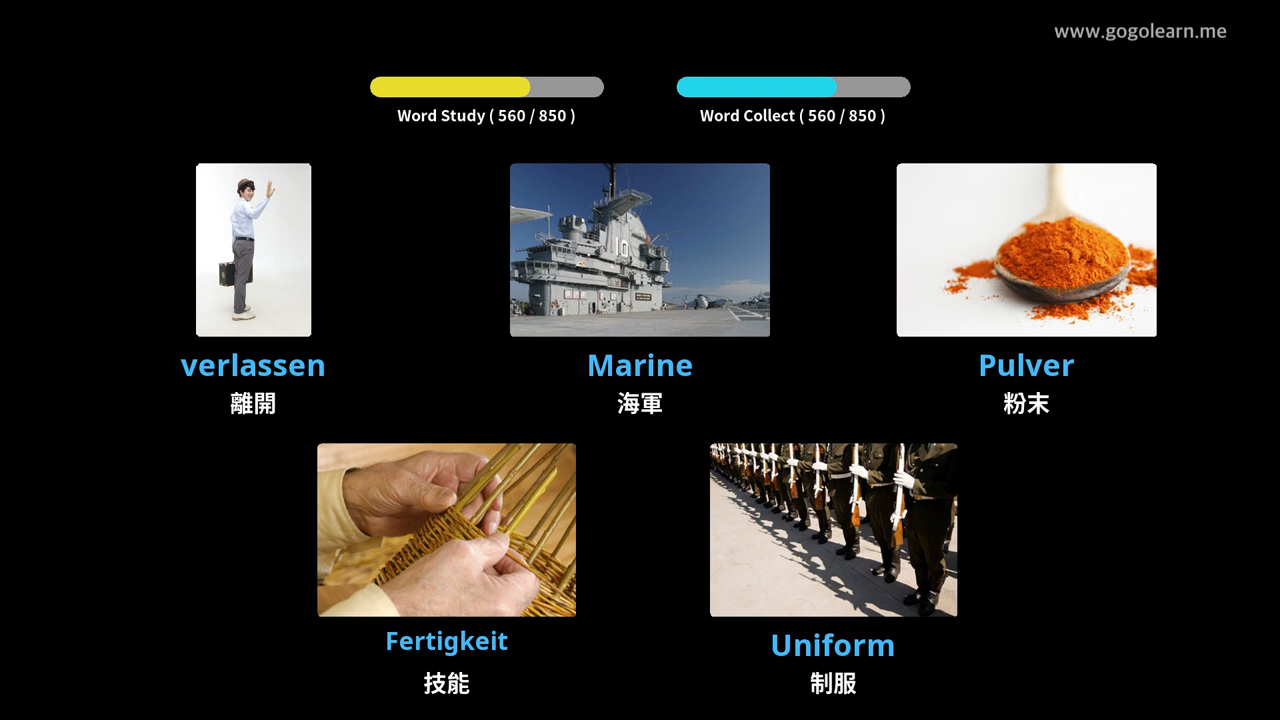 www.gogolearn.me
Word Study ( 560 / 850 )
Word Collect ( 560 / 850 )
verlassen
離開
Marine
海軍
Pulver
粉末
Fertigkeit
技能
Uniform
制服